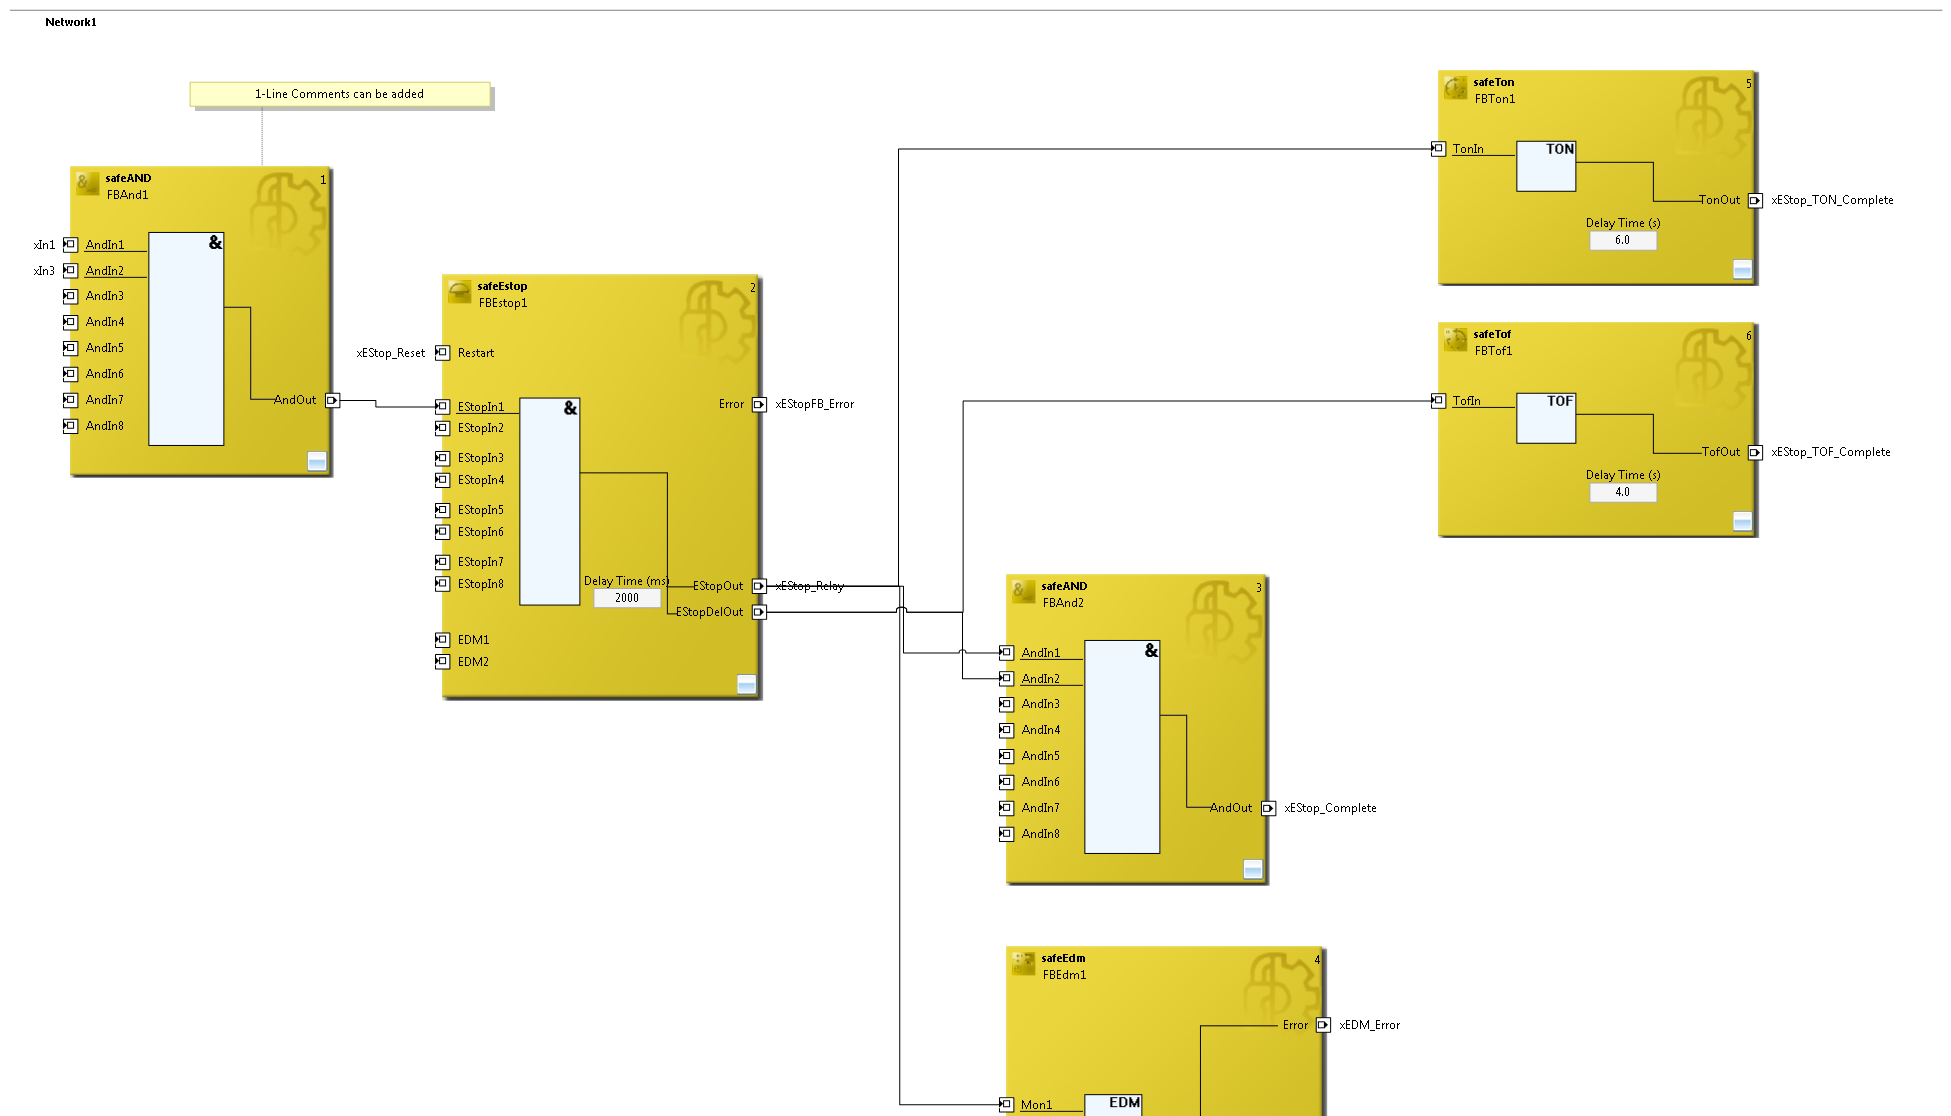 Network1
1-Line Comments can be added
safeAND
FBAnd1
1
&
xIn1
AndIn1
xIn3
AndIn2
AndIn3
AndIn4
AndIn5
AndIn6
AndIn7
AndIn8
AndOut
safeEstop
FBEstop1
2
xEStop_Reset
Restart
&
EStopIn1
EStopIn2
EStopIn3
EStopIn4
EStopIn5
EStopIn6
EStopIn7
EStopIn8
EDM1
EDM2
Error
xEStopFB_Error
Delay Time (ms)
2000
EStopOut
xEStop_Relay
EStopDelOut
safeTon
FBTon1
5
TonIn
TON
TonOut
xEStop_TON_Complete
Delay Time (s)
6.0
safeTof
FBTof1
6
TofIn
TOF
TofOut
xEStop_TOF_Complete
Delay Time (s)
4.0
safeAND
FBAnd2
3
&
AndIn1
AndIn2
AndIn3
AndIn4
AndIn5
AndIn6
AndIn7
AndIn8
AndOut
xEStop_Complete
safeEdm
FBEdm1
4
Error
xEDM_Error
Mon1
EDM